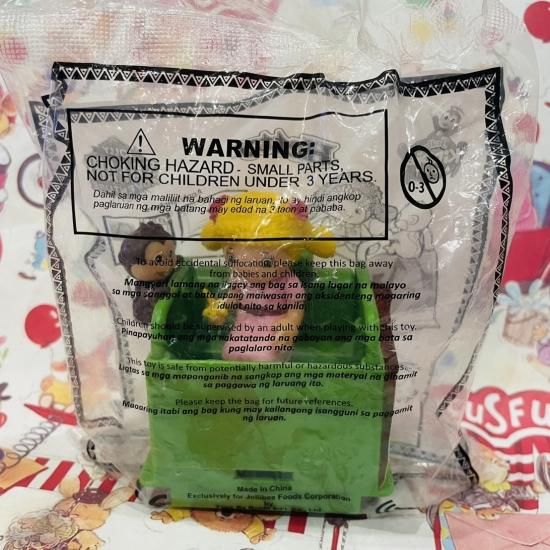 WARNING:
CHOKING HAZARD - SMALL PARTS,
NOT FOR CHILDREN UNDER 3 YEARS.
Dahil sa mga maliliit na bahagi ng laruan, ito ay hindi angkop
paglaruan ng mga batang may edad na 3 taon at pababa.
0-3
To avoid accidental suffocation, please keep this bag away
from babies and children.
Mangyari lamang na ilagay ang bag sa isang lugar na malayo
sa mga sanggol at bata upang maiwasan ang aksidenteng maaaring
idulot nito sa kanila.
Children should be supervised by an adult when playing with this toy.
Pinapayuhan ang mga nakatatanda na gabayan ang mga bata sa
paglalaro nito.
This toy is safe from potentially harmful or hazardous substances.
Ligtas sa mga mapanganib na sangkap ang mga materyal na ginamit
sa paggawa ng laruang ito.
Please keep the bag for future references.
Maaaring itabi ang bag kung may kailangang isangguni sa paggamit
ng laruan.
Made in China
Exclusively for Jollibee Foods Corporation
by
USFU